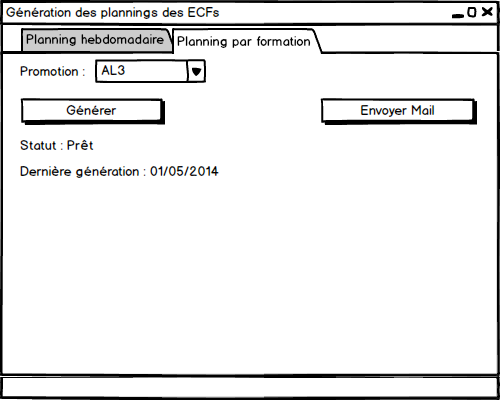 Génération des plannings des ECFs
Planning hebdomadaire
Planning par formation
Promotion :
AL3
Générer
Envoyer Mail
Statut : Prêt
Dernière génération : 01/05/2014